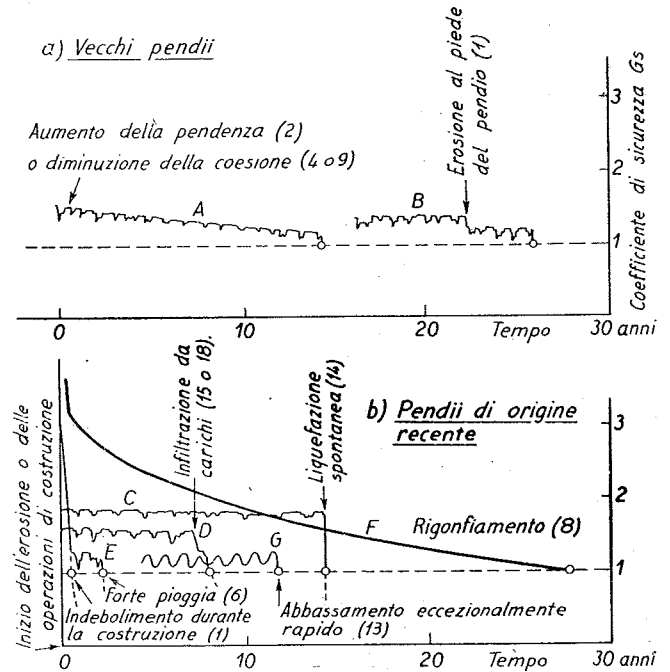 a) Vecchi pendii
Aumento della pendenza (2)
o diminuzione della coesione (4 o 9)
A
B
Erosione al piede
del pendio (1)
3
2
1
Coefficiente di sicurezza Gs
0
10
20
Tempo
30 anni
b) Pendii di origine
recente
Inizio dell'erosione o delle
operazioni di costruzione
Infiltrazione da
carichi (15 o 18).
Liquefazione
spontanea (14)
3
2
1
C
D
E
F
G
Rigonfiamento (8)
Forte pioggia (6)
Indebolimento durante
la costruzione (1)
Abbassamento eccezionalmente
rapido (13)
0
10
20
Tempo
30 anni